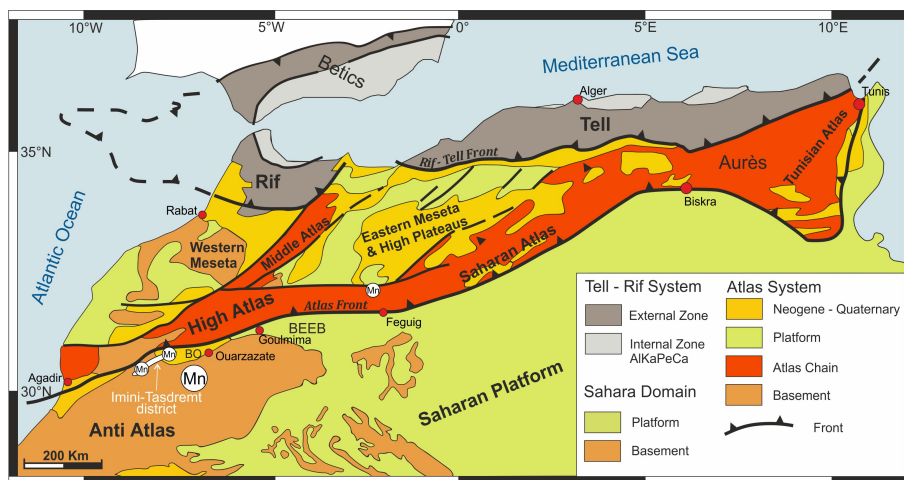 10°W
5°W
0°
5°E
10°E
35°N
30°N
Betics
Mediterranean Sea
Alger
Tunis
Tell
Rif - Tell Front
Tunisian Atlas
Aurès
Rif
Rabat
Biskra
Eastern Meseta
& High Plateaus
Middle Atlas
Western
Meseta
Atlantic Ocean
Saharan Atlas
Mn
High Atlas
Atlas Front
BEEB
Feguig
Goulmima
Mn
BO
Ouarzazate
Mn
Mn
Agadir
Imini-Tasdremt
district
Saharan Platform
Anti Atlas
200 Km
Tell - Rif System
External Zone
Internal Zone
AlKaPeCa
Sahara Domain
Platform
Basement
Atlas System
Neogene - Quaternary
Platform
Atlas Chain
Basement
Front